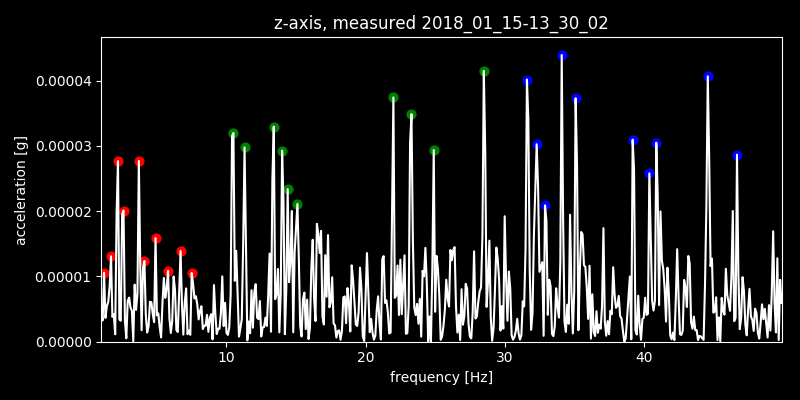 z-axis, measured 2018_01_15-13_30_02
0.00004
0.00003
0.00002
0.00001
0.00000
acceleration [g]
10 20 30 40
frequency [Hz]